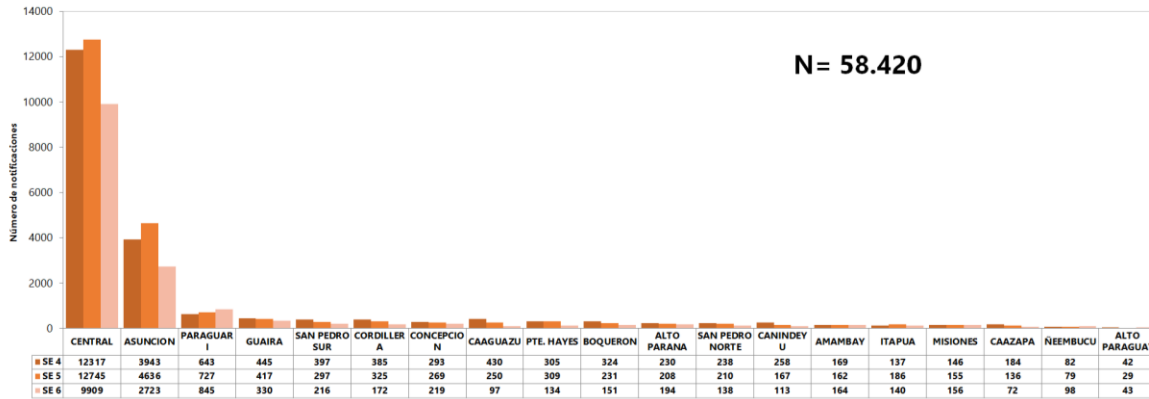 14000
12000
10000
8000
6000
4000
2000
0
Número de notificaciones
N= 58.420
CENTRAL ASUNCION PARAGUARI GUAIRA SAN PEDRO SUR CORDILLERA CONCEPCION CAAGUAZU PTE. HAYES BOQUERON ALTO PARANA SAN PEDRO NORTE CANINDEYU AMAMBAY ITAPUA MISIONES CAAZAPA ÑEEMBUCU ALTO PARAGUAY
SE 4 12317 3943 643 445 397 385 293 430 305 324 230 238 258 169 137 146 184 82 42
SE 5 12745 4636 727 417 297 325 269 250 309 231 208 210 167 162 186 155 136 79 29
SE 6 9909 2723 845 330 216 172 219 97 134 151 194 138 113 164 140 156 72 98 43